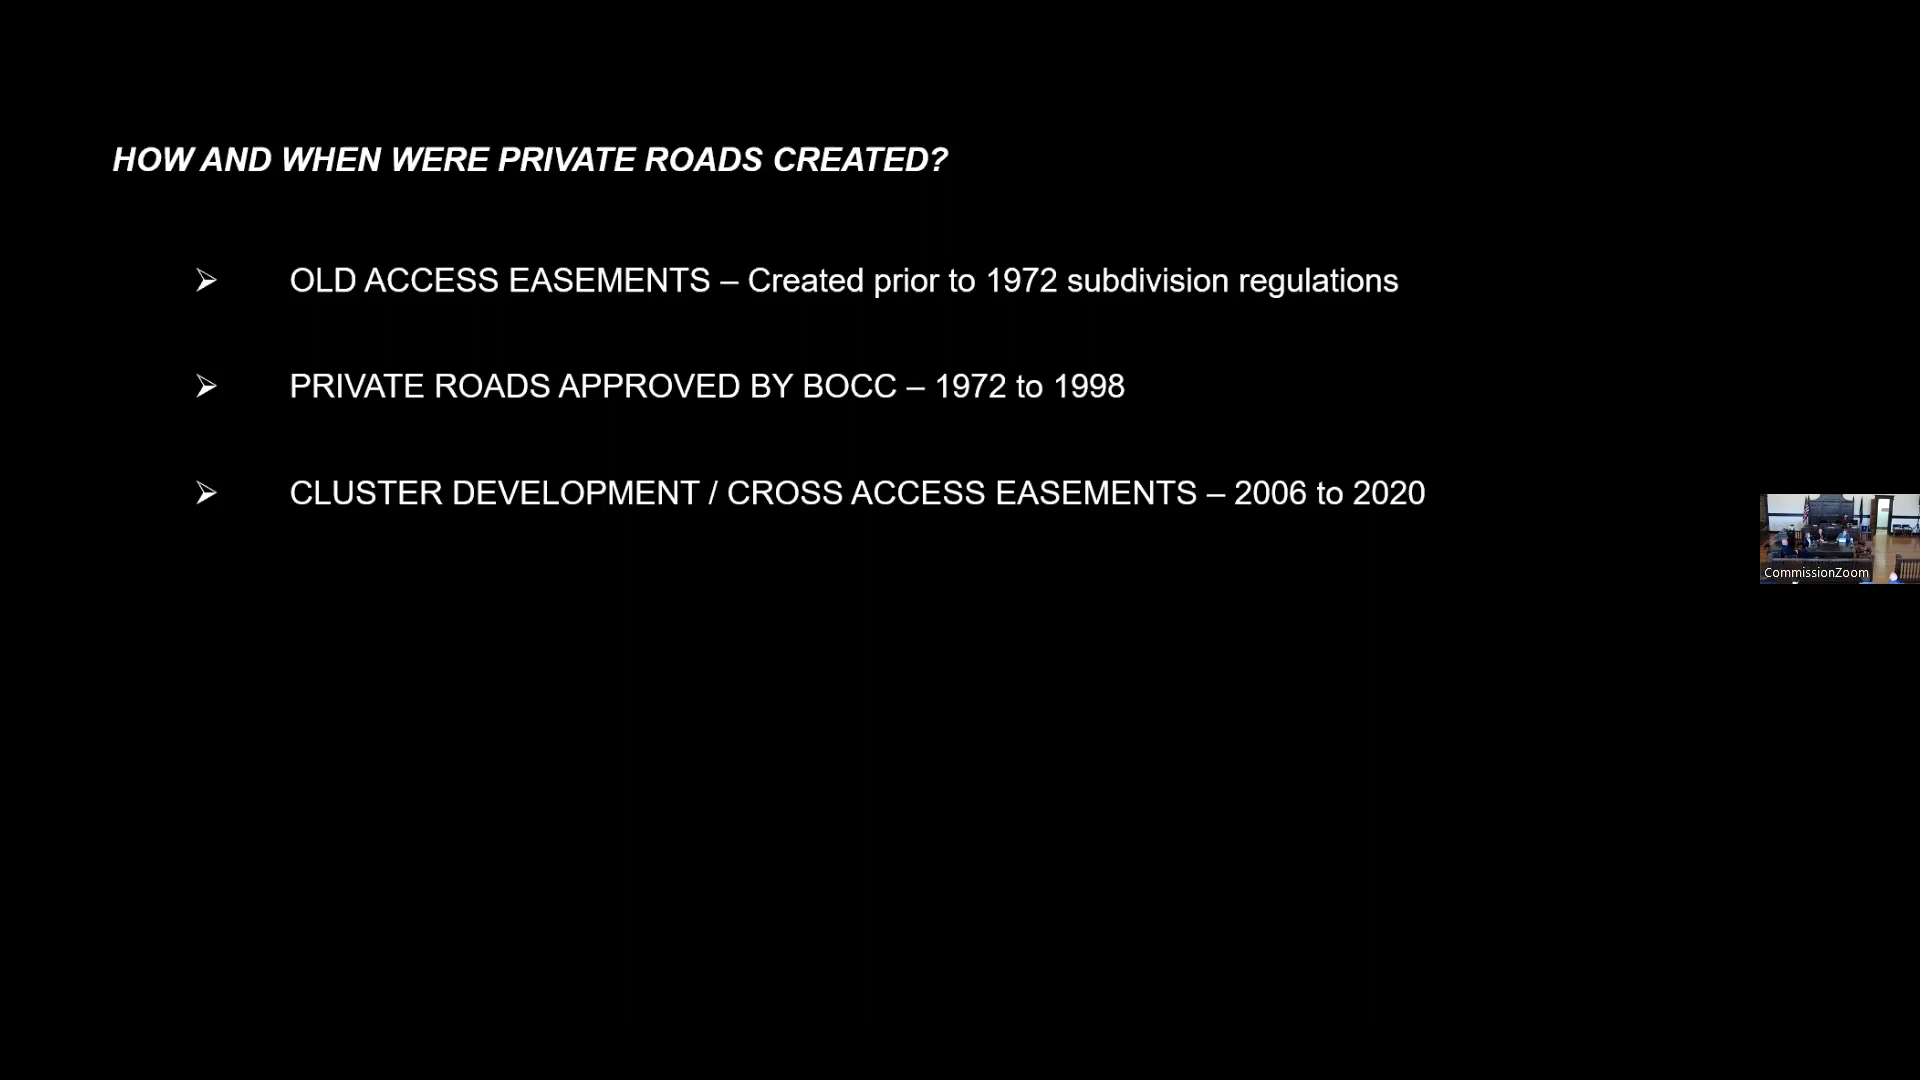 HOW AND WHEN WERE PRIVATE ROADS CREATED?
➢ OLD ACCESS EASEMENTS – Created prior to 1972 subdivision regulations
➢ PRIVATE ROADS APPROVED BY BOCC – 1972 to 1998
➢ CLUSTER DEVELOPMENT / CROSS ACCESS EASEMENTS – 2006 to 2020
CommissionZoom